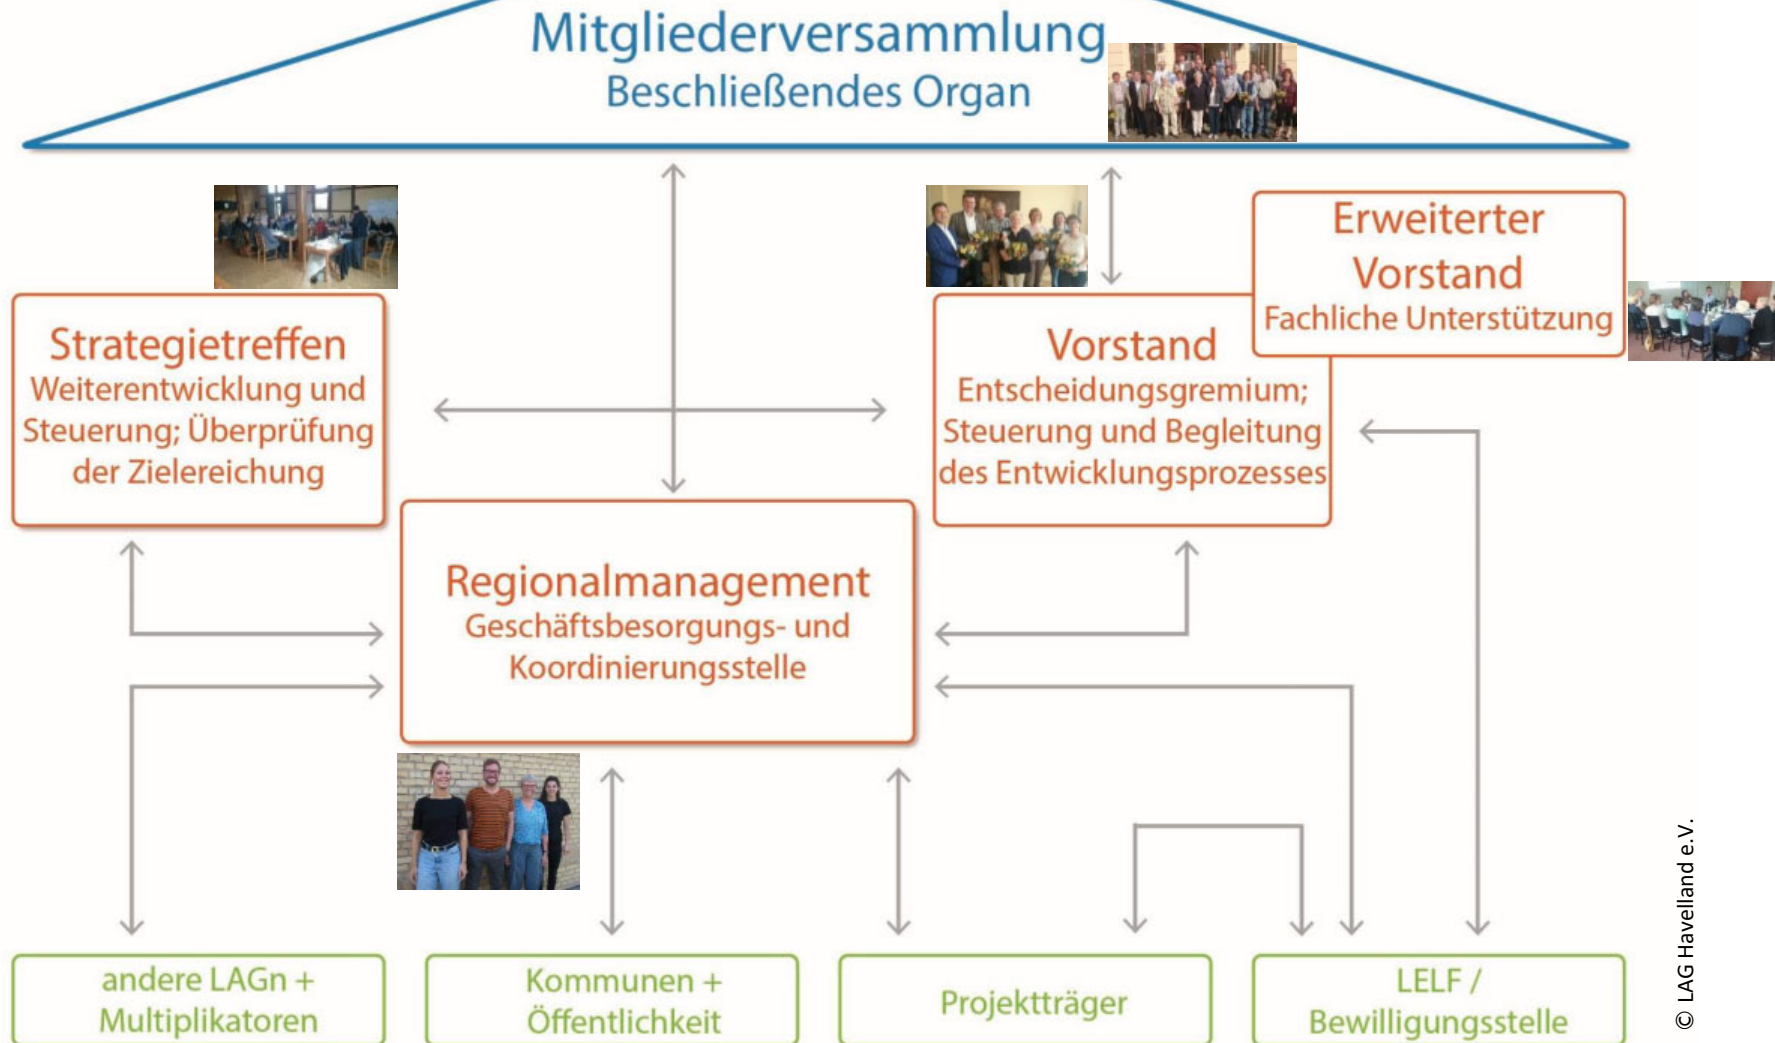 Mitgliederversammlung
Beschließendes Organ
Erweiterter
Vorstand
Fachliche Unterstützung
Strategietreffen
Weiterentwicklung und
Steuerung; Überprüfung
der Zielereichung
Vorstand
Entscheidungsgremium;
Steuerung und Begleitung
des Entwicklungsprozesses
Regionalmanagement
Geschäftsbesorgungs- und
Koordinierungsstelle
andere LAGn +
Multiplikatoren
Kommunen +
Öffentlichkeit
Projektträger
LELF /
Bewilligungsstelle
© LAG Havelland e.V.